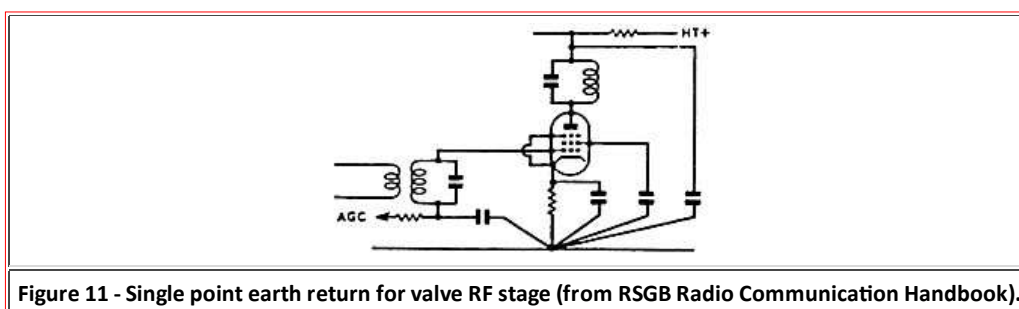 HT+
AGC
Figure 11 - Single point earth return for valve RF stage (from RSGB Radio Communication Handbook).